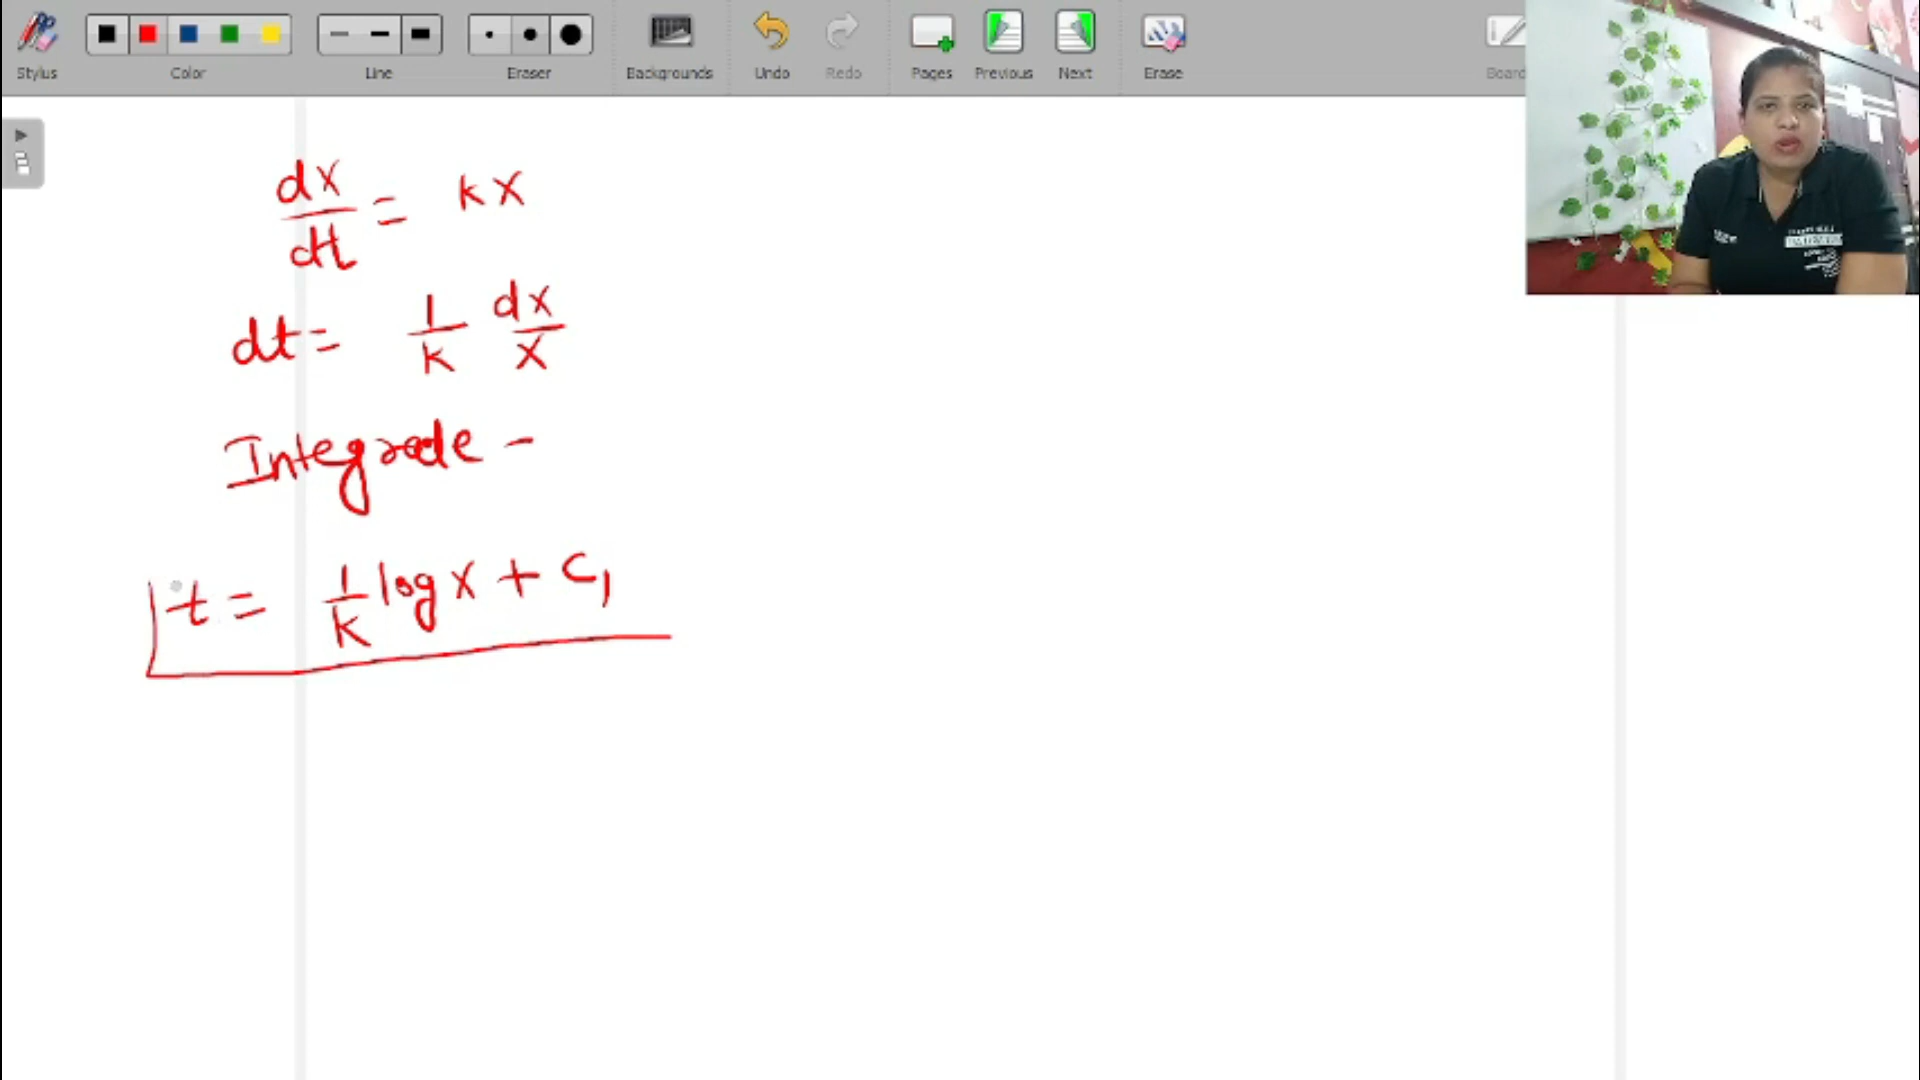 Stylus
Color
Line
Eraser
Backgrounds
Undo
Redo
Pages
Previous
Next
Erase
Board
dx/dt = kx
dt = 1/k dx/x
Integrate -
t = 1/k log x + c₁